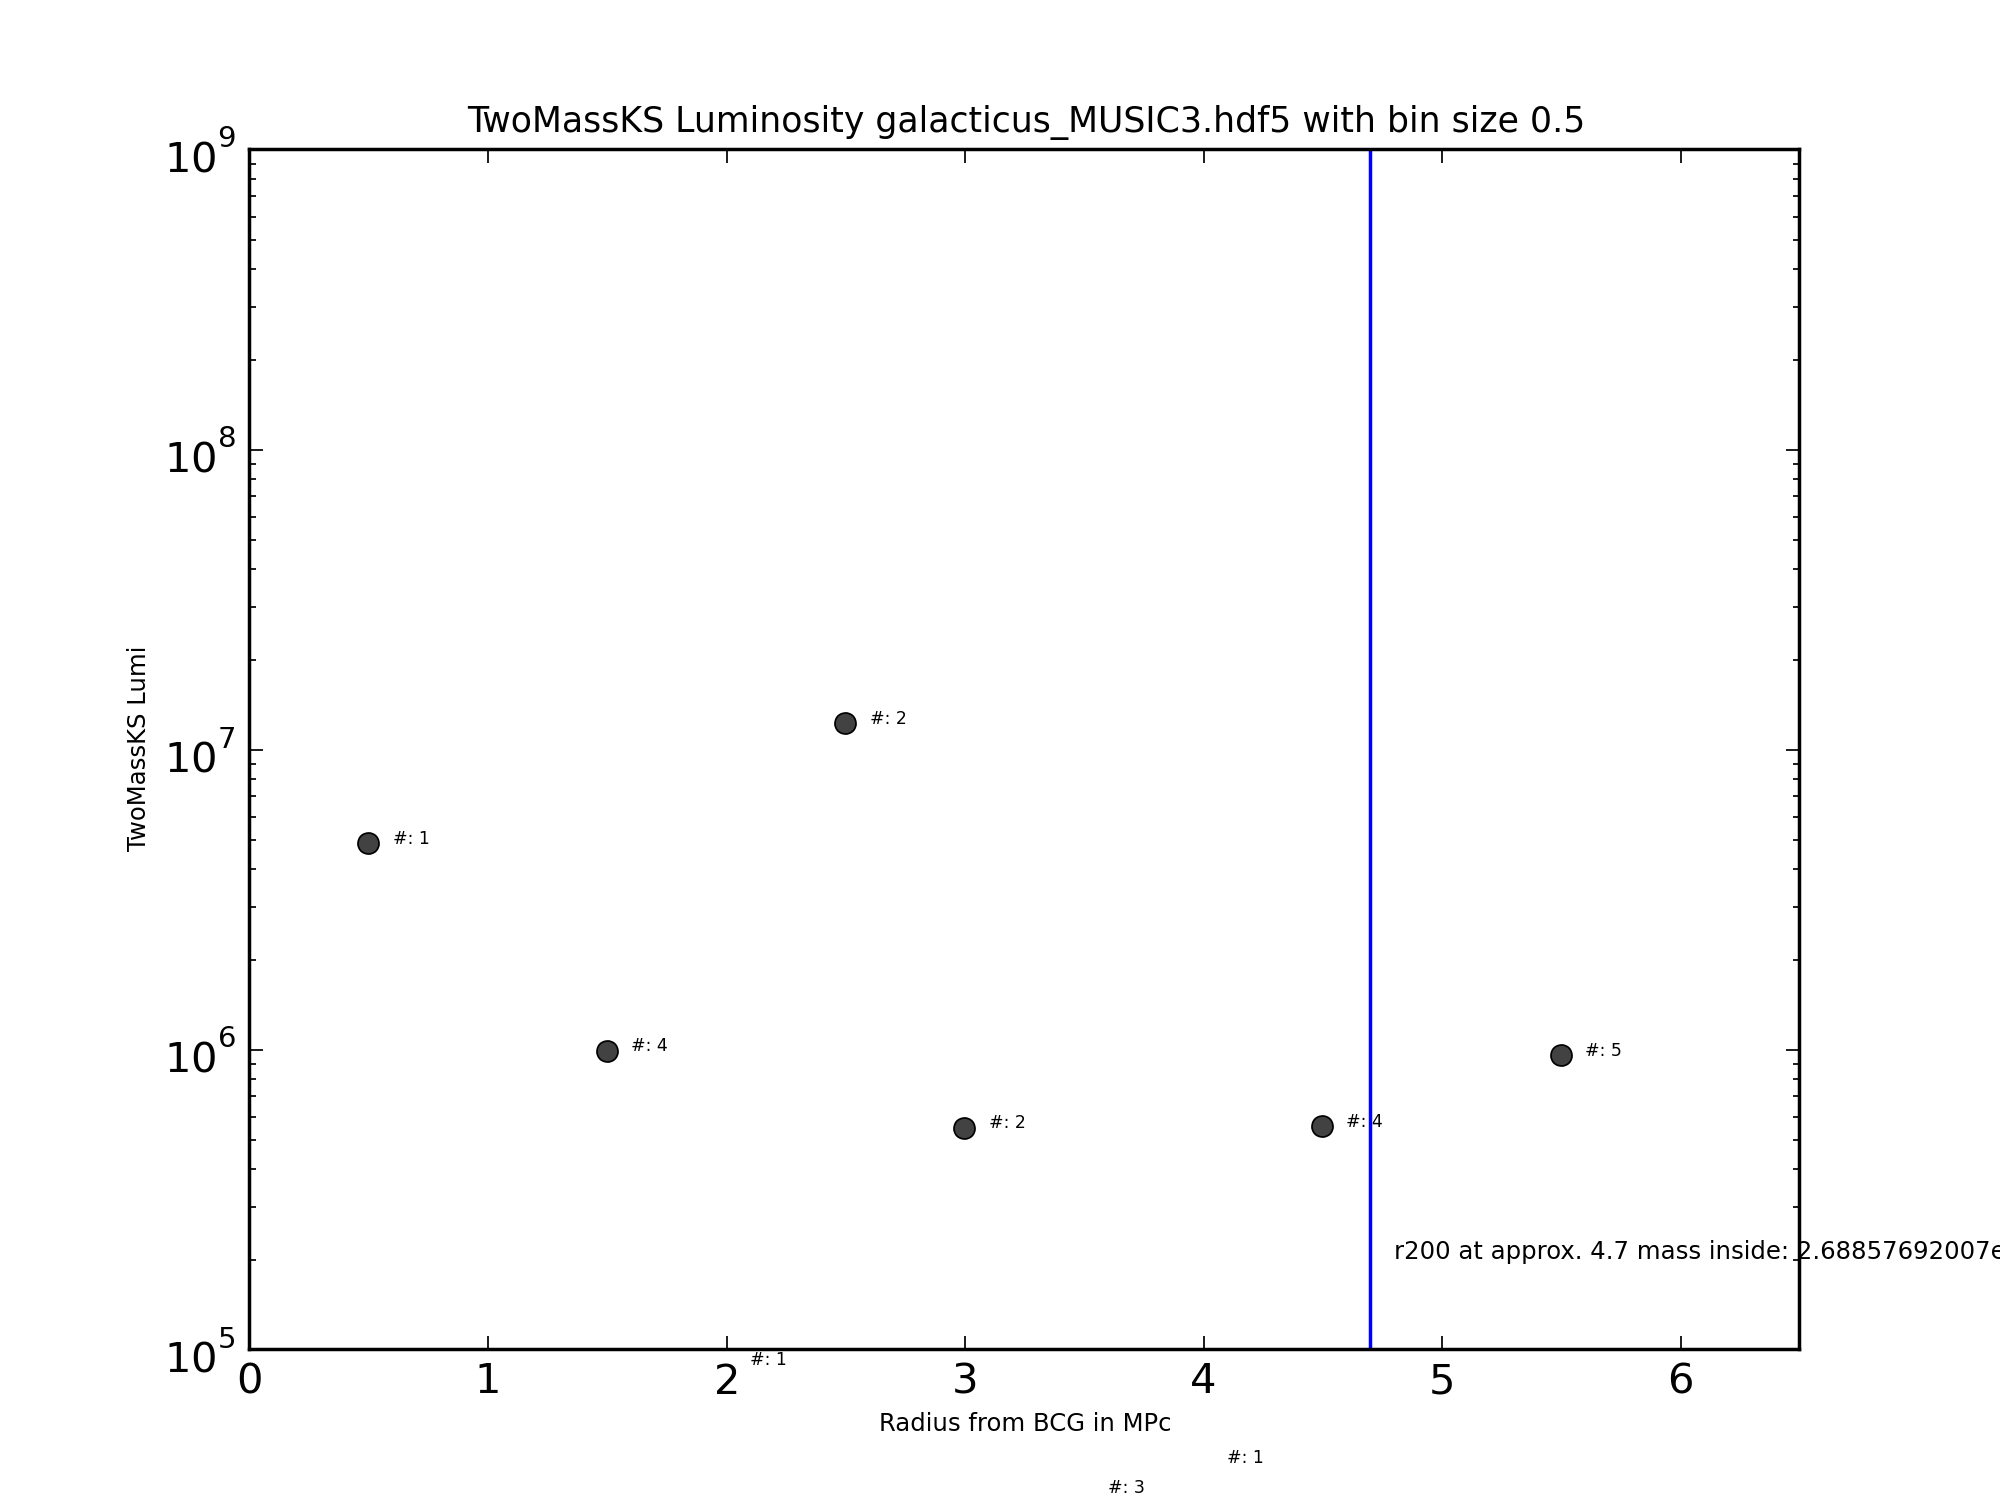 TwoMassKS Luminosity galacticus_MUSIC3.hdf5 with bin size 0.5
10^9
10^8
10^7
10^6
10^5
TwoMassKS Lumi
#: 2
#: 1
#: 4
#: 5
#: 2
#: 4
r200 at approx. 4.7 mass inside: 2.68857692007e
#: 1
0 1 2 3 4 5 6
Radius from BCG in MPc
#: 1
#: 3